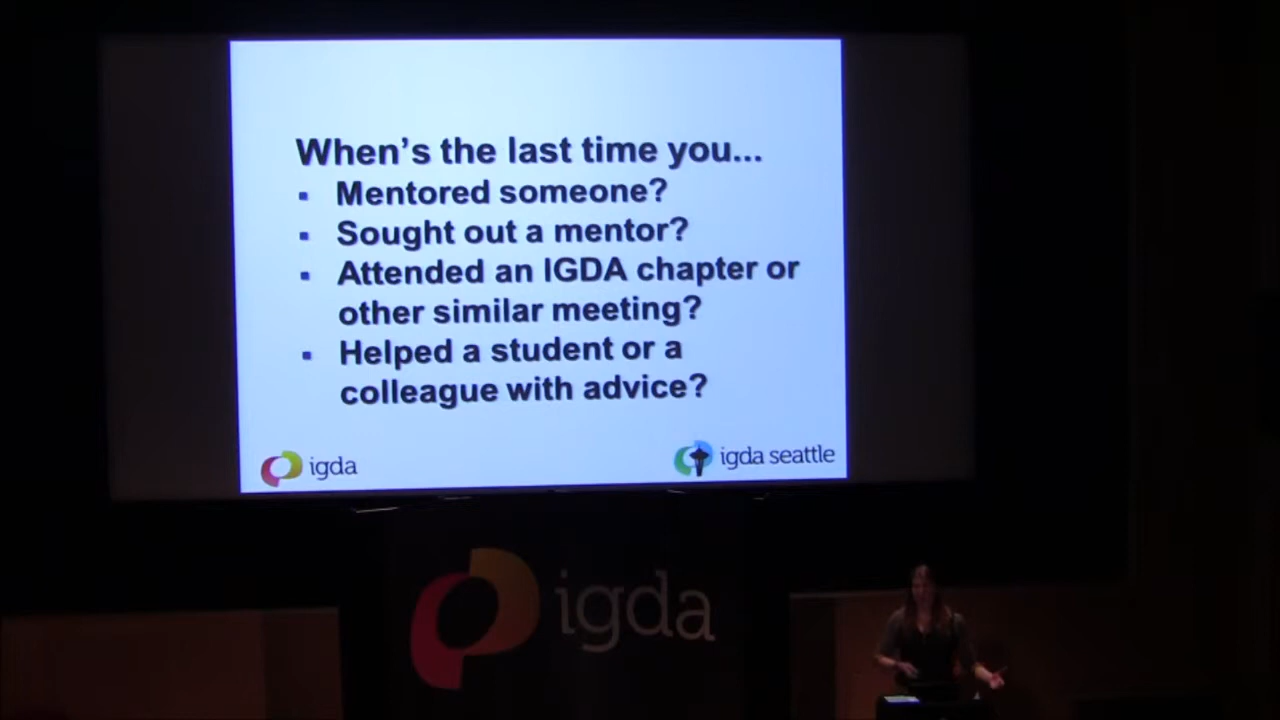 When's the last time you...
▪ Mentored someone?
▪ Sought out a mentor?
▪ Attended an IGDA chapter or
other similar meeting?
▪ Helped a student or a
colleague with advice?
igda
igda seattle
igda